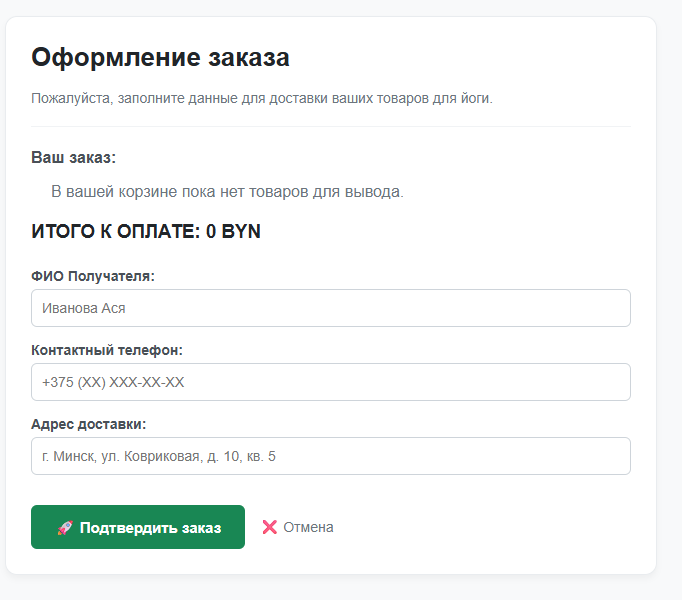 Оформление заказа
Пожалуйста, заполните данные для доставки ваших товаров для йоги.
Ваш заказ:
В вашей корзине пока нет товаров для вывода.
ИТОГО К ОПЛАТЕ: 0 BYN
ФИО Получателя:
Иванова Ася
Контактный телефон:
+375 (XX) XXX-XX-XX
Адрес доставки:
г. Минск, ул. Ковриковая, д. 10, кв. 5
🚀 Подтвердить заказ ❌ Отмена